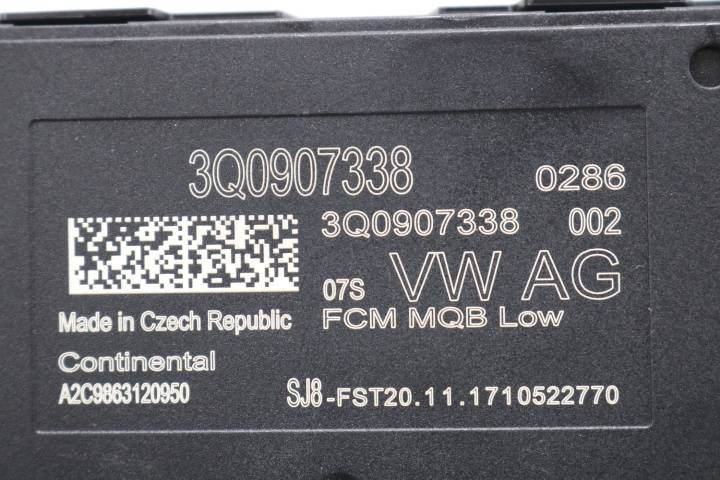 3Q0907338 0286
3Q0907338 002
07S VW AG
Made in Czech Republic FCM MQB Low
Continental
A2C9863120950 SJ8-FST20.11.1710522770